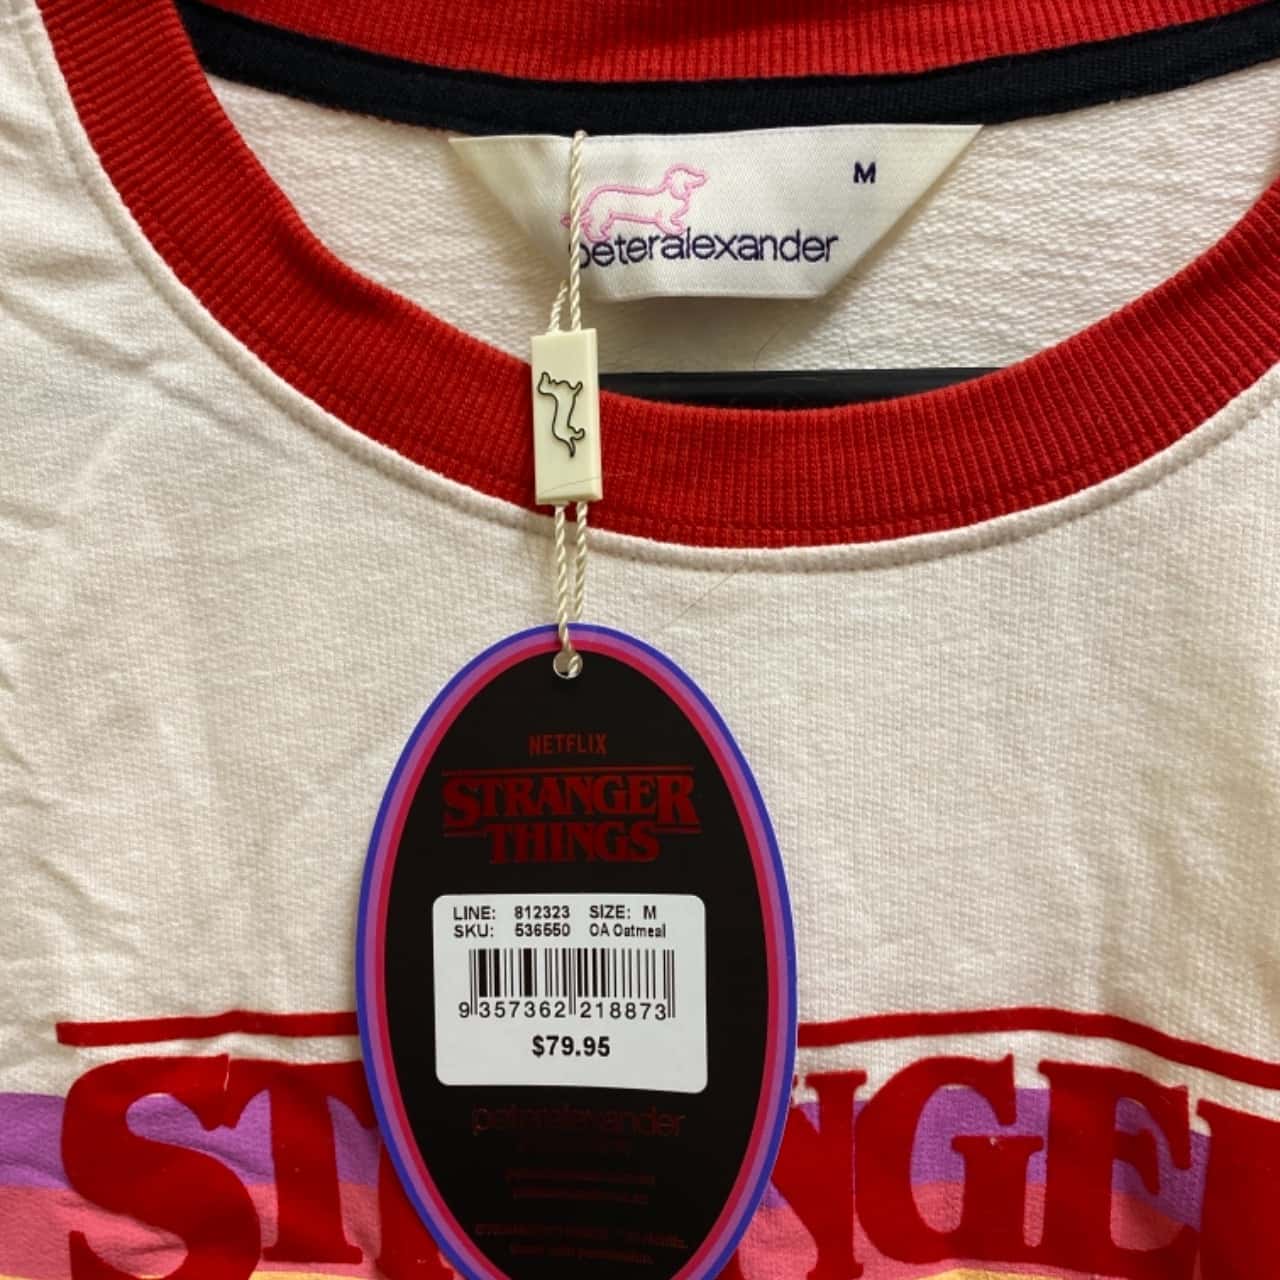 M
peteralexander
NETFLIX
STRANGER
THINGS
LINE: 812323 SIZE: M
SKU: 536550 OA Oatmeal
9 357362 218873
$79.95
peteralexander